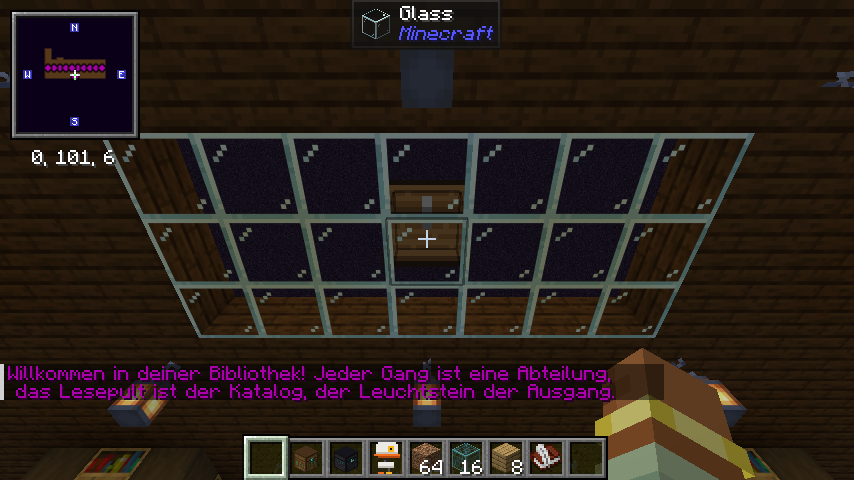 Glass
Minecraft
N
W
E
S
0, 101, 6
Willkommen in deiner Bibliothek! Jeder Gang ist eine Abteilung,
das Lesepult ist der Katalog, der Leuchtstein der Ausgang.
64
16
8